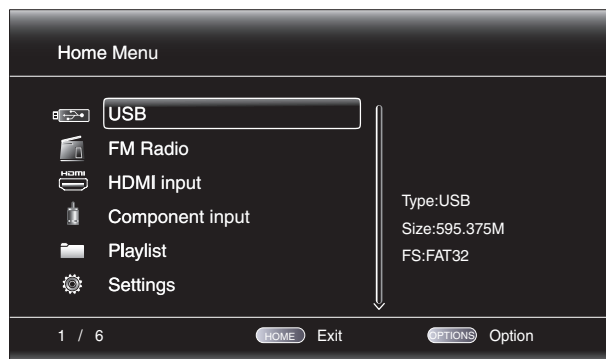 Home Menu
USB
FM Radio
HDMI
HDMI input
Component input
Playlist
Settings
Type:USB
Size:595.375M
FS:FAT32
1 / 6
HOME Exit
OPTIONS Option